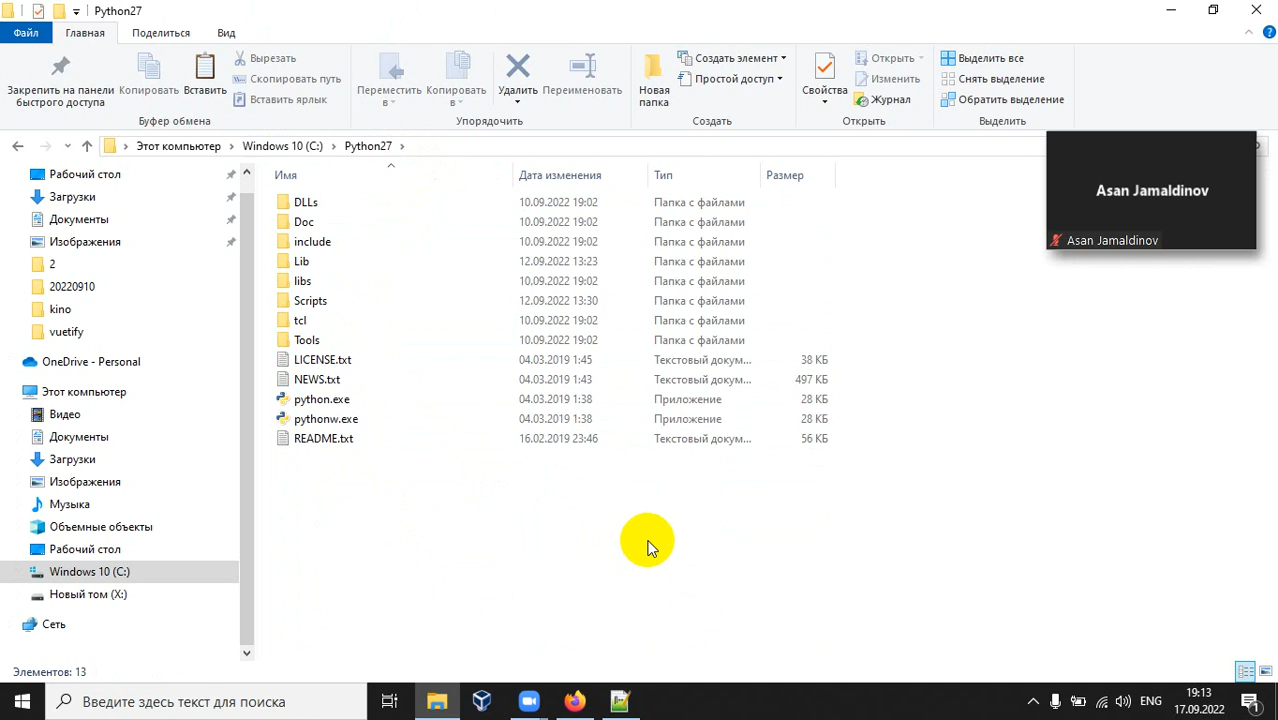 Python27
Файл Главная Поделиться Вид
Закрепить на панели быстрого доступа
Копировать
Вставить
Вырезать
Скопировать путь
Вставить ярлык
Буфер обмена
Переместить в
Копировать в
Удалить
Переименовать
Упорядочить
Новая папка
Создать элемент
Простой доступ
Создать
Свойства
Открыть
Изменить
Журнал
Открыть
Выделить все
Снять выделение
Обратить выделение
Выделить
Этот компьютер Windows 10 (C:) Python27
Рабочий стол
Загрузки
Документы
Изображения
2
20220910
kino
vuetify
OneDrive - Personal
Этот компьютер
Видео
Документы
Загрузки
Изображения
Музыка
Объемные объекты
Рабочий стол
Windows 10 (C:)
Новый том (X:)
Сеть
Имя Дата изменения Тип Размер
DLLs 10.09.2022 19:02 Папка с файлами
Doc 10.09.2022 19:02 Папка с файлами
include 10.09.2022 19:02 Папка с файлами
Lib 12.09.2022 13:23 Папка с файлами
libs 10.09.2022 19:02 Папка с файлами
Scripts 12.09.2022 13:30 Папка с файлами
tcl 10.09.2022 19:02 Папка с файлами
Tools 10.09.2022 19:02 Папка с файлами
LICENSE.txt 04.03.2019 1:45 Текстовый докум... 38 КБ
NEWS.txt 04.03.2019 1:43 Текстовый докум... 497 КБ
python.exe 04.03.2019 1:38 Приложение 28 КБ
pythonw.exe 04.03.2019 1:38 Приложение 28 КБ
README.txt 16.02.2019 23:46 Текстовый докум... 56 КБ
Asan Jamaldinov
Asan Jamaldinov
Элементов: 13
Введите здесь текст для поиска
ENG
19:13
17.09.2022
1